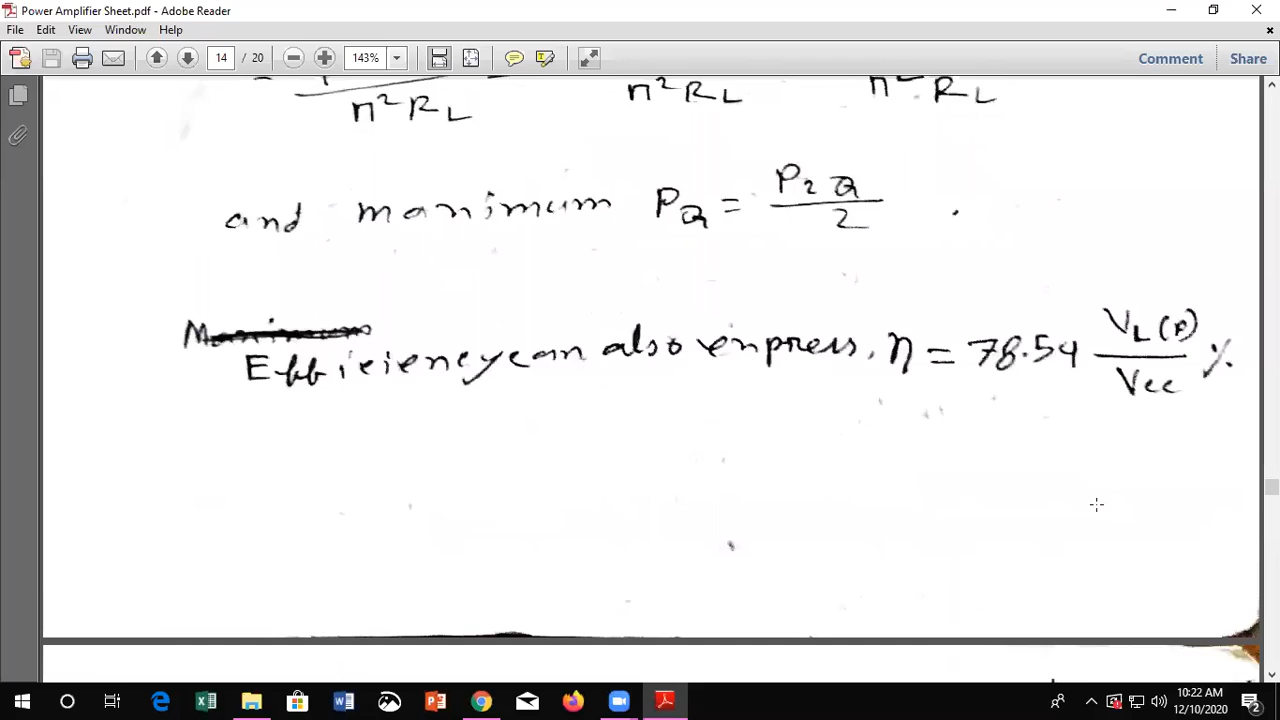 Power Amplifier Sheet.pdf - Adobe Reader
File Edit View Window Help
14 / 20 143% Comment Share
n²RL n²RL n²RL
and maximum PQ = P2Q / 2 .
Efficiency can also express, η = 78.54 VL(P) / Vcc %
10:22 AM
12/10/2020
2